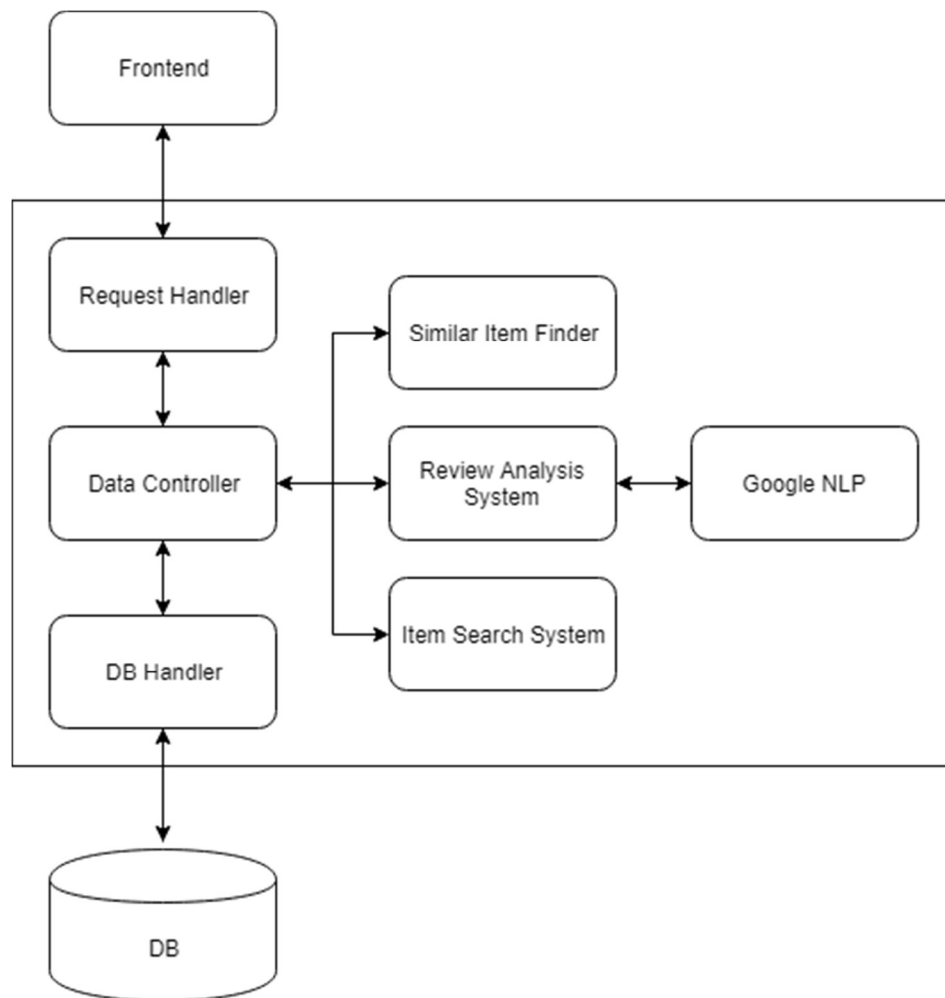 Frontend
Request Handler
Similar Item Finder
Data Controller
Review Analysis
System
Google NLP
Item Search System
DB Handler
DB